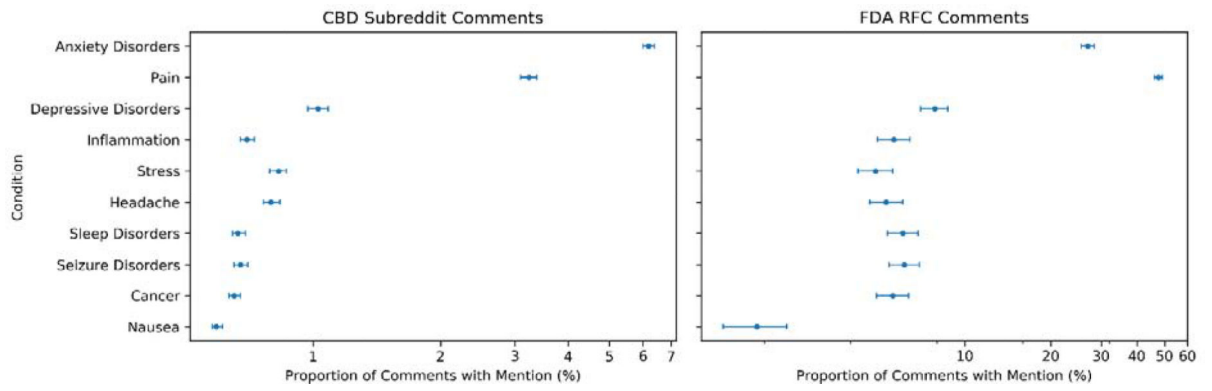 CBD Subreddit Comments
FDA RFC Comments
Condition
Anxiety Disorders
Pain
Depressive Disorders
Inflammation
Stress
Headache
Sleep Disorders
Seizure Disorders
Cancer
Nausea
1 2 3 4 5 6 7
10 20 30 40 50 60
Proportion of Comments with Mention (%)
Proportion of Comments with Mention (%)